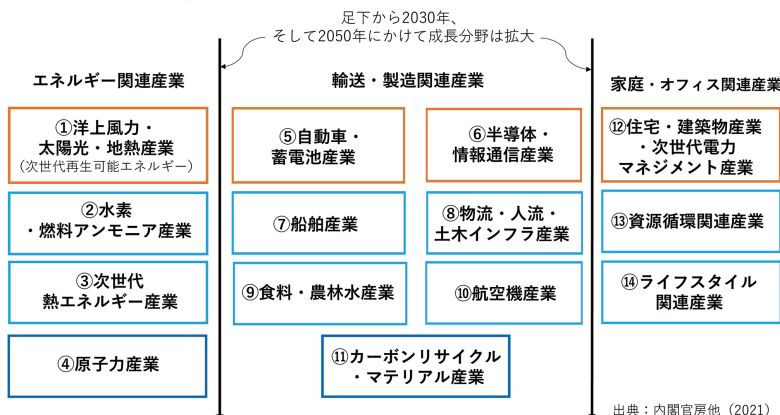 足下から2030年、
そして2050年にかけて成長分野は拡大
エネルギー関連産業
①洋上風力・
太陽光・地熱産業
(次世代再生可能エネルギー)
②水素
・燃料アンモニア産業
③次世代
熱エネルギー産業
④原子力産業
輸送・製造関連産業
⑤自動車・
蓄電池産業
⑥半導体・
情報通信産業
⑦船舶産業
⑧物流・人流・
土木インフラ産業
⑨食料・農林水産業
⑩航空機産業
⑪カーボンリサイクル
・マテリアル産業
家庭・オフィス関連産業
⑫住宅・建築物産業
・次世代電力
マネジメント産業
⑬資源循環関連産業
⑭ライフスタイル
関連産業
出典：内閣官房他（2021）